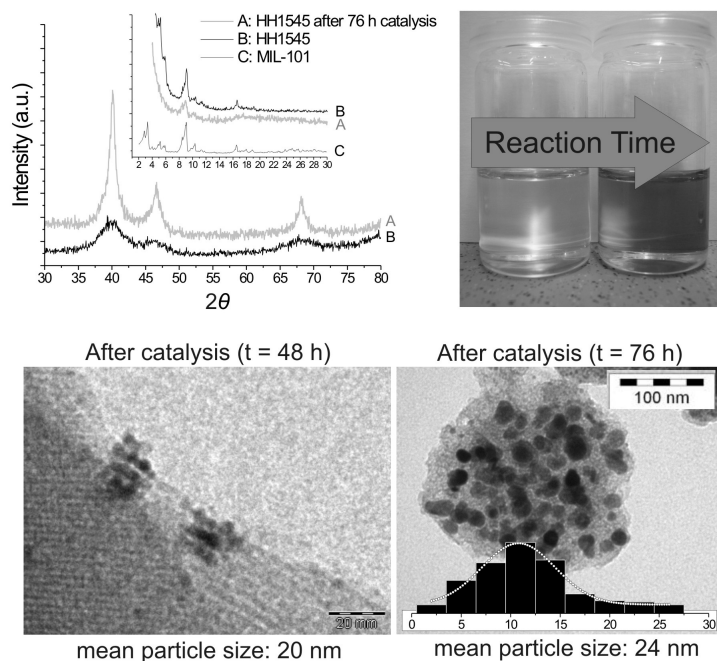 A: HH1545 after 76 h catalysis
B: HH1545
C: MIL-101
Intensity (a.u.)
B
A
C
2 4 6 8 10 12 14 16 18 20 22 24 26 28 30
A
B
30 35 40 45 50 55 60 65 70 75 80
2θ
Reaction Time
After catalysis (t = 48 h)
After catalysis (t = 76 h)
100 nm
20 nm
0 5 10 15 20 25 30
mean particle size: 20 nm
mean particle size: 24 nm